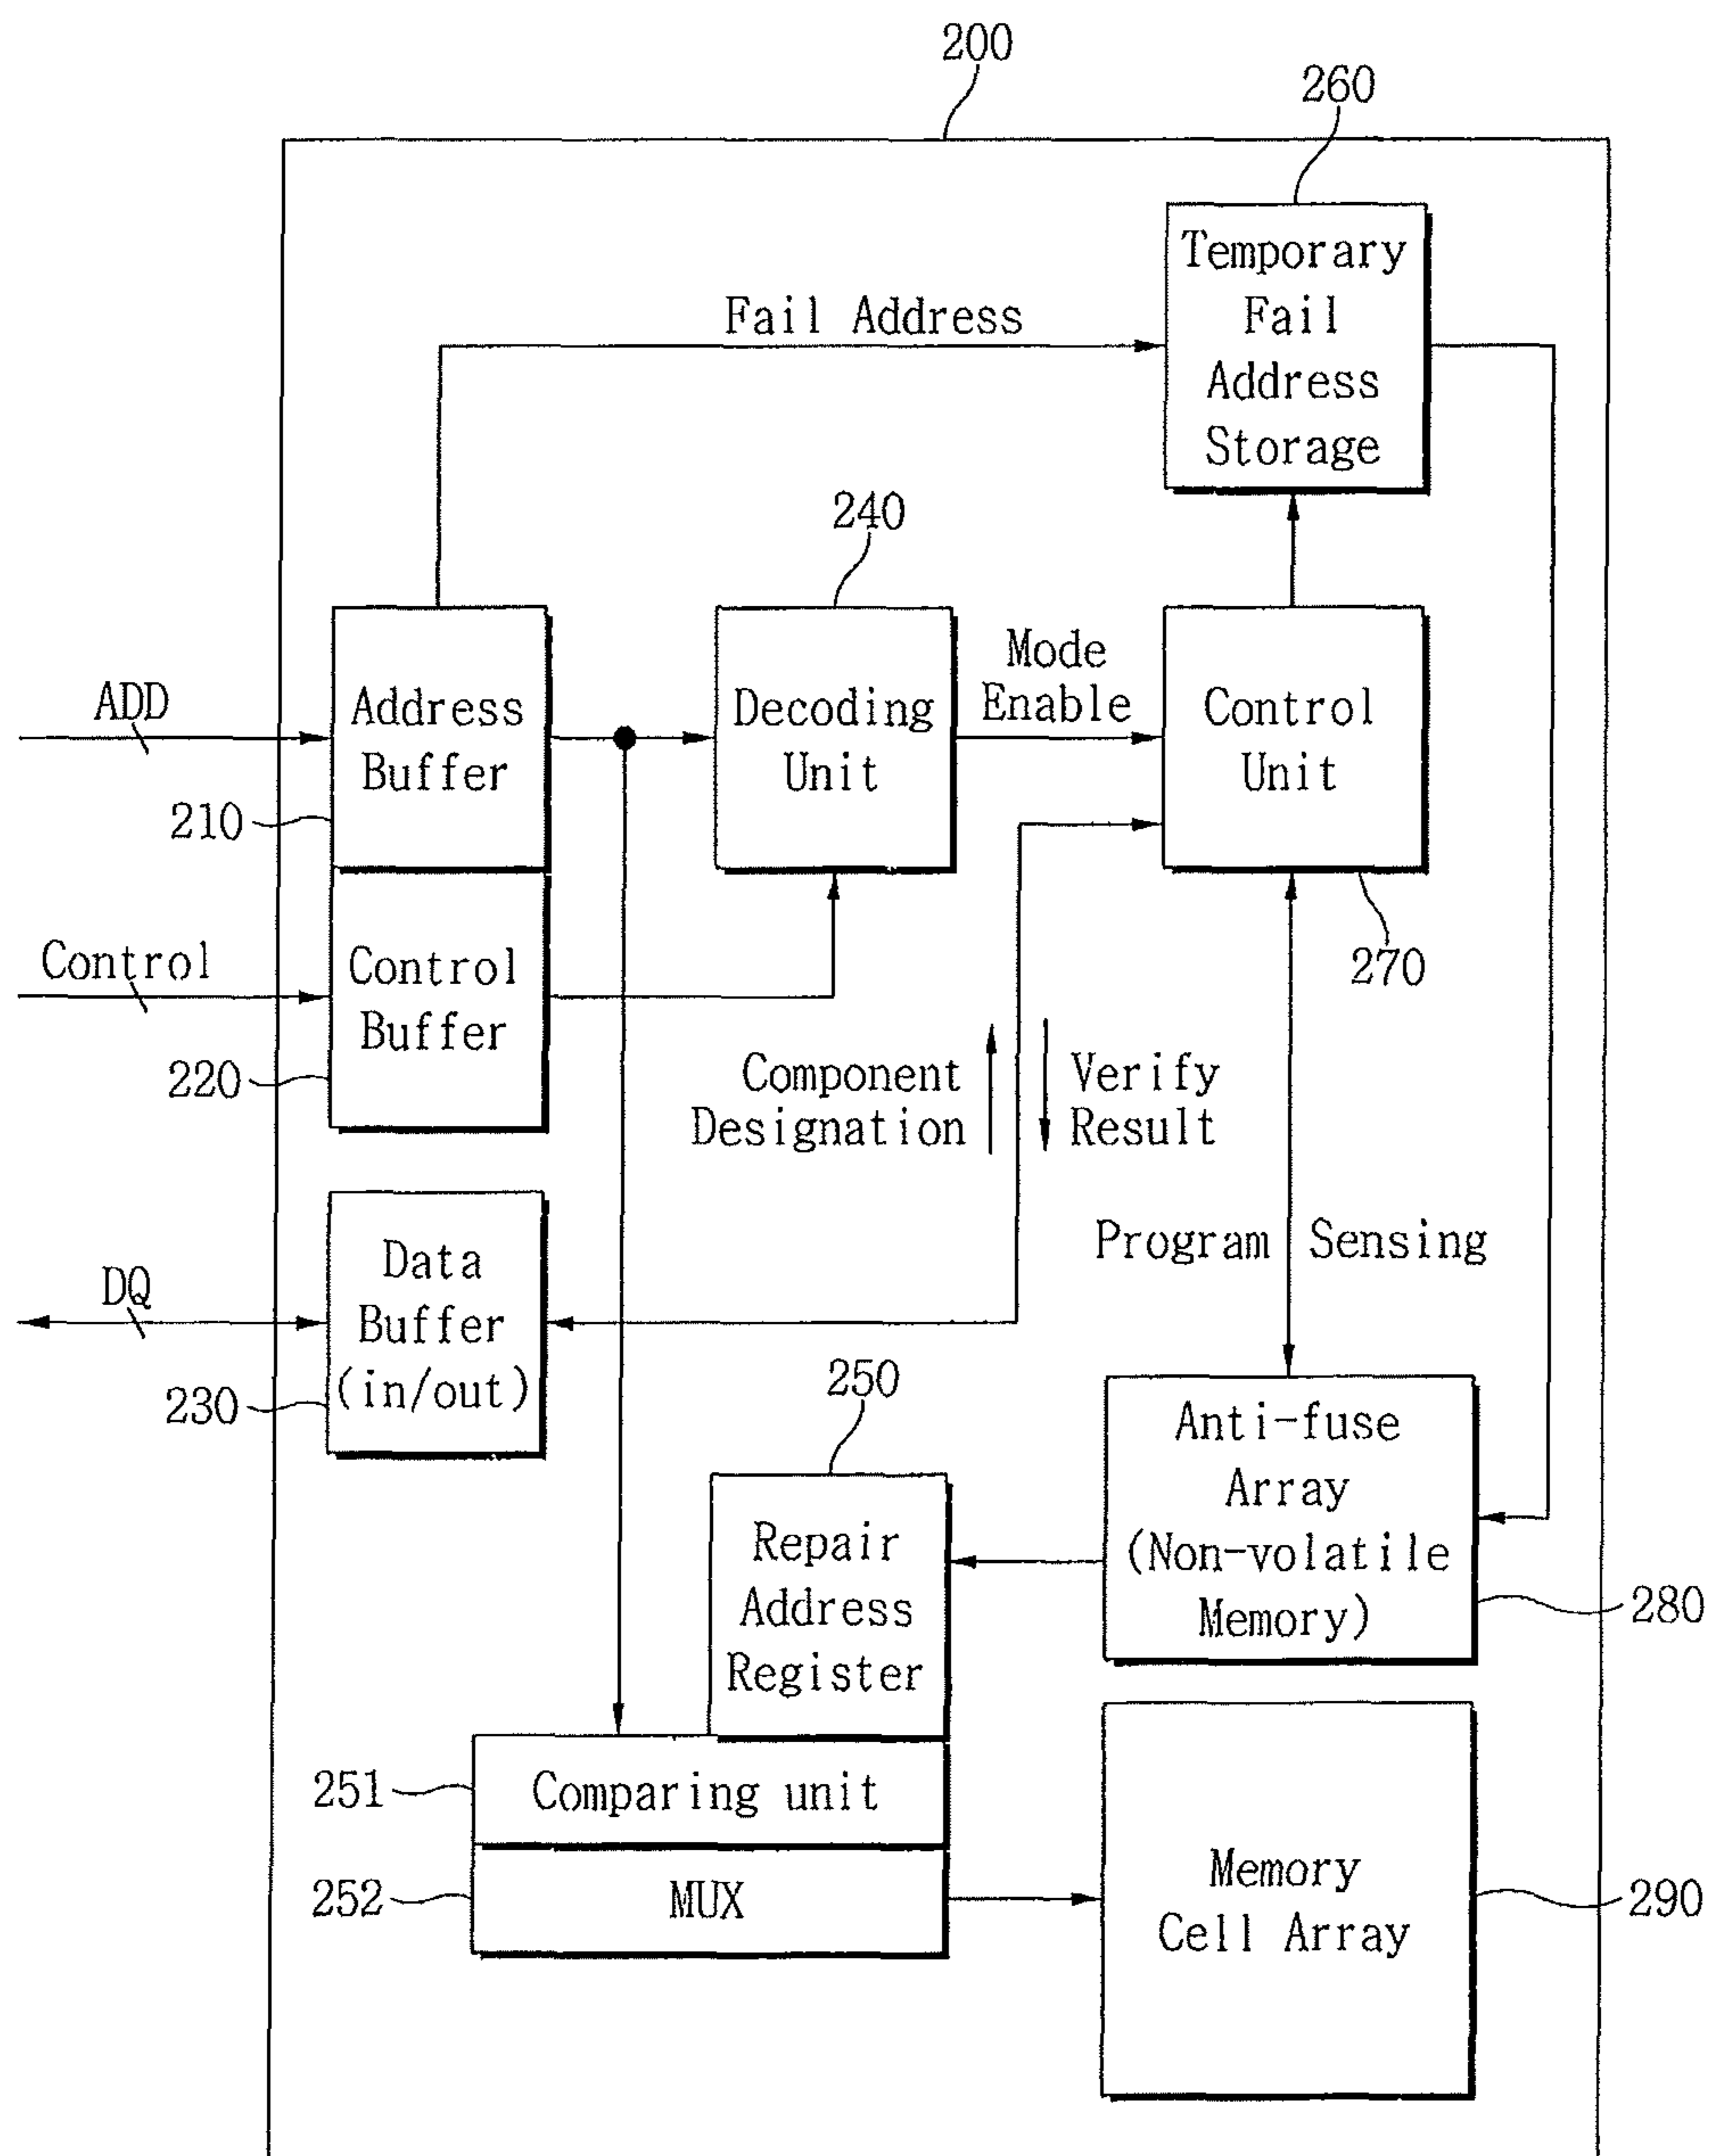 200
260
Temporary
Fail
Address
Storage
Fail Address
240
Address
Buffer
Decoding
Unit
Mode
Enable
Control
Unit
ADD
210
Control
Control
Buffer
220
270
Component
Designation
Verify
Result
Program Sensing
DQ
Data
Buffer
(in/out)
230
250
Anti-fuse
Array
(Non-volatile
Memory)
280
Repair
Address
Register
251
Comparing unit
252
MUX
Memory
Cell Array
290